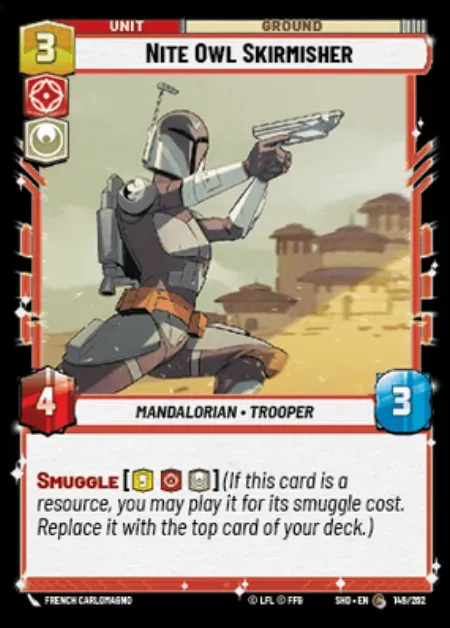 UNIT GROUND
3 NITE OWL SKIRMISHER
4 MANDALORIAN • TROOPER 3
SMUGGLE [5] (If this card is a
resource, you may play it for its smuggle cost.
Replace it with the top card of your deck.)
FRENCH CARLOMAGNO © LFL © FFG SHD • EN C 146/262